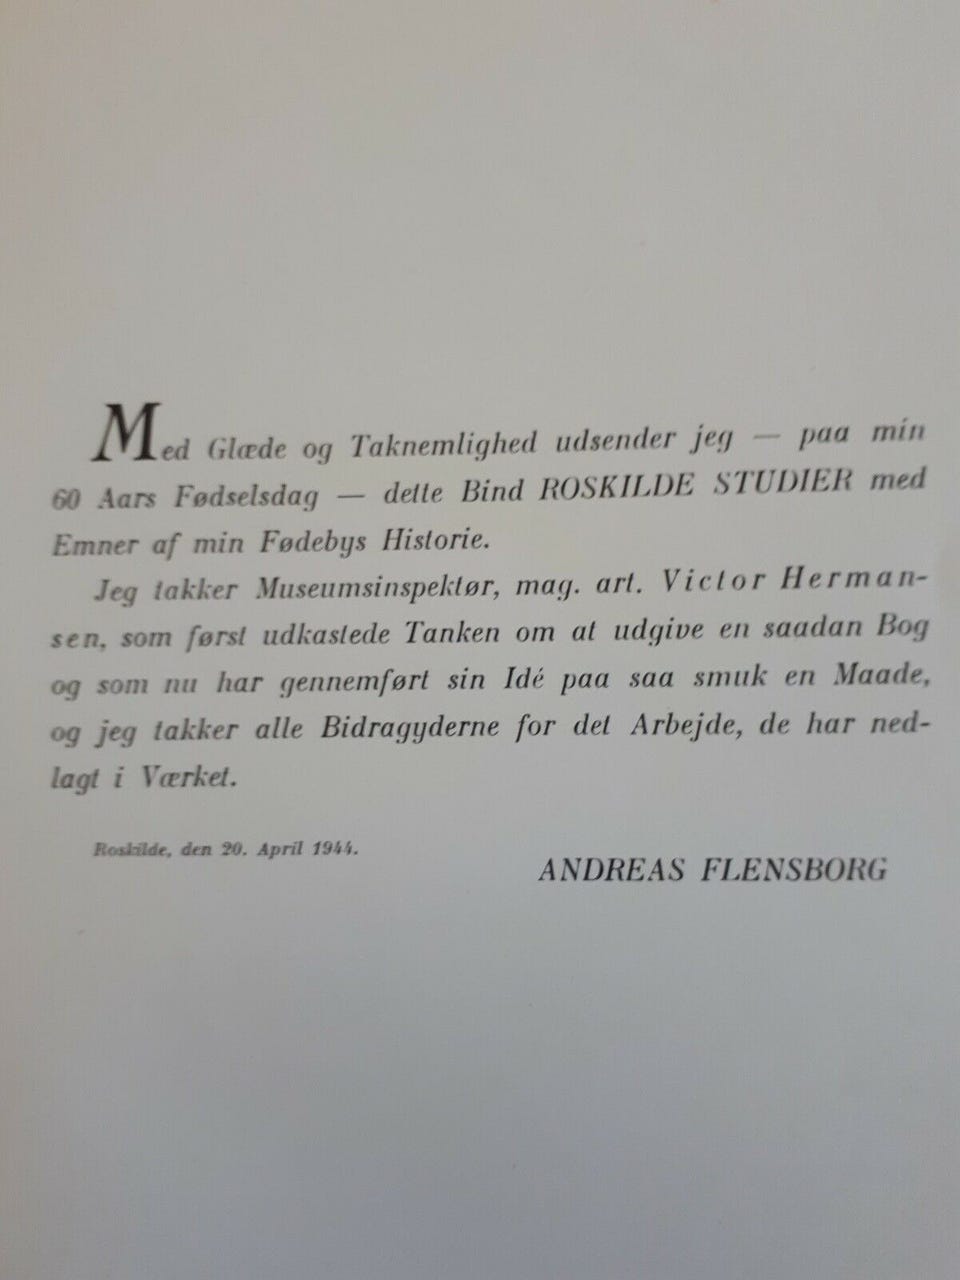 Med Glæde og Taknemlighed udsender jeg — paa min
60 Aars Fødselsdag — dette Bind ROSKILDE STUDIER med
Emner af min Fødebys Historie.
Jeg takker Museumsinspektør, mag. art. Victor Herman-
sen, som først udkastede Tanken om at udgive en saadan Bog
og som nu har gennemført sin Idé paa saa smuk en Maade,
og jeg takker alle Bidragyderne for det Arbejde, de har ned-
lagt i Værket.
Roskilde, den 20. April 1944.
ANDREAS FLENSBORG